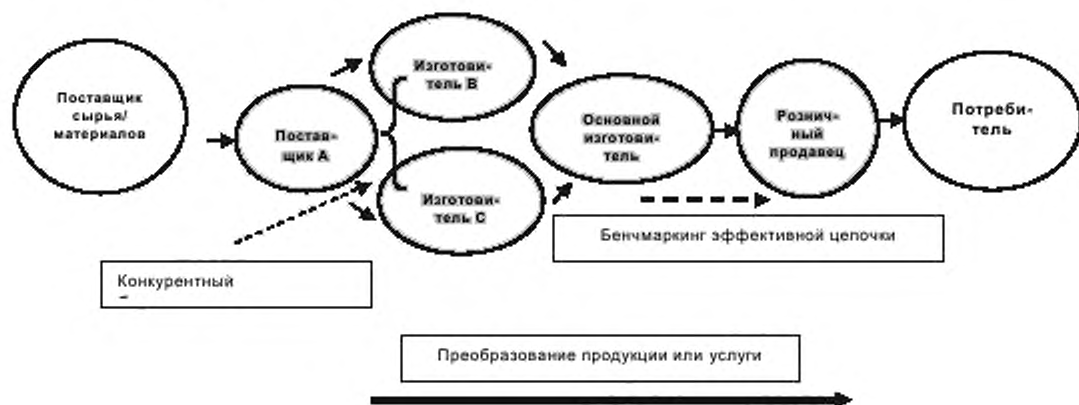 Поставщик
сырья/
материалов
Постав-
щик А
Изготови-
тель В
Изготови-
тель С
Основной
изготови-
тель
Рознич-
ный
продавец
Потреби-
тель
Бенчмаркинг эффективной цепочки
Конкурентный
Преобразование продукции или услуги